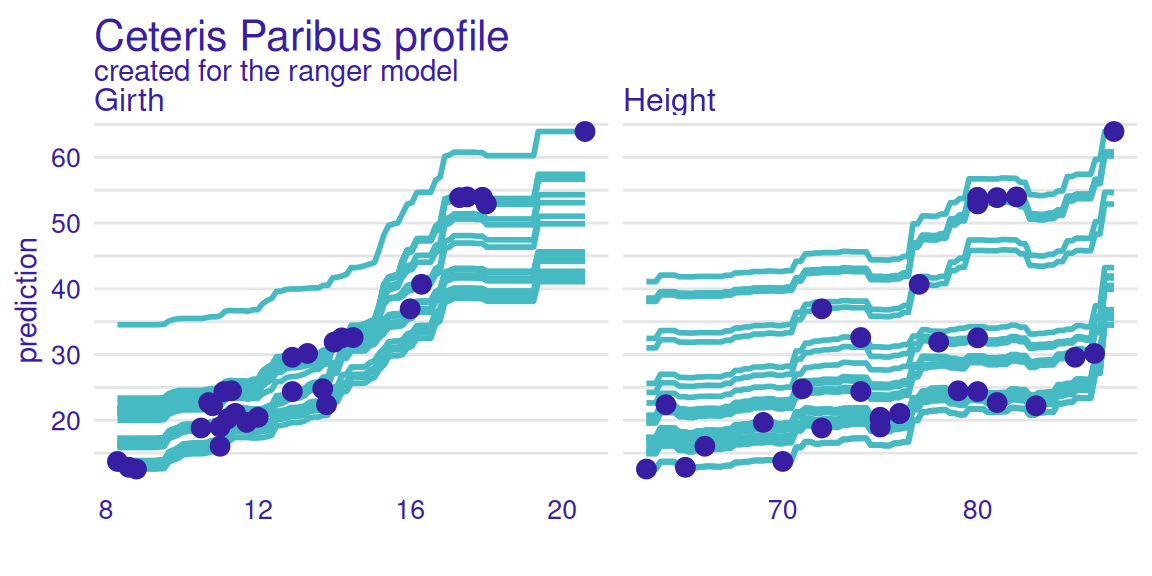 Ceteris Paribus profile
created for the ranger model
Girth Height
60
50
40
30
20
prediction
8 12 16 20 70 80